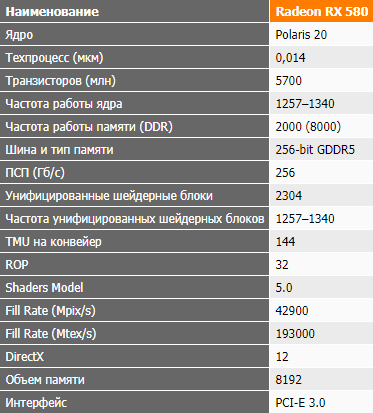 Наименование Radeon RX 580
Ядро Polaris 20
Техпроцесс (мкм) 0,014
Транзисторов (млн) 5700
Частота работы ядра 1257–1340
Частота работы памяти (DDR) 2000 (8000)
Шина и тип памяти 256-bit GDDR5
ПСП (Гб/с) 256
Унифицированные шейдерные блоки 2304
Частота унифицированных шейдерных блоков 1257–1340
TMU на конвейер 144
ROP 32
Shaders Model 5.0
Fill Rate (Mpix/s) 42900
Fill Rate (Mtex/s) 193000
DirectX 12
Объем памяти 8192
Интерфейс PCI-E 3.0